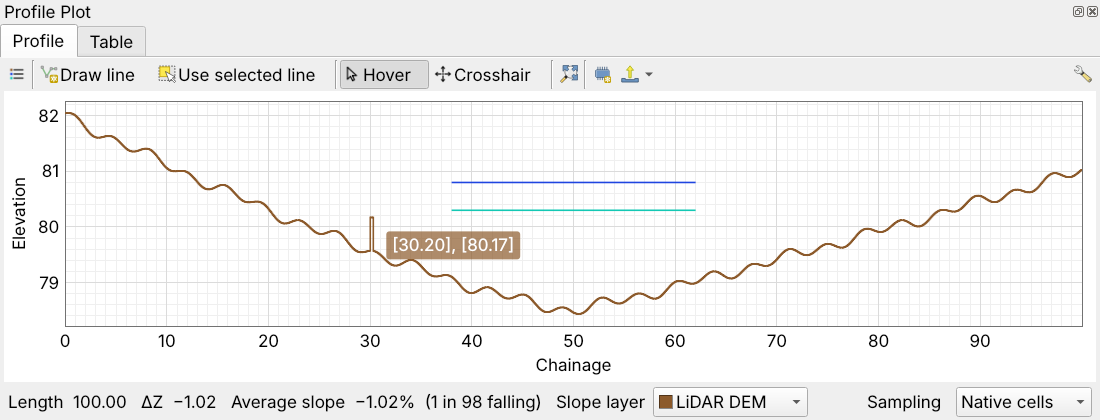 Profile Plot
Profile Table
Draw line Use selected line Hover Crosshair
82
81
80
79
Elevation
[30.20], [80.17]
0 10 20 30 40 50 60 70 80 90
Chainage
Length 100.00 ΔZ −1.02 Average slope −1.02% (1 in 98 falling) Slope layer LiDAR DEM Sampling Native cells